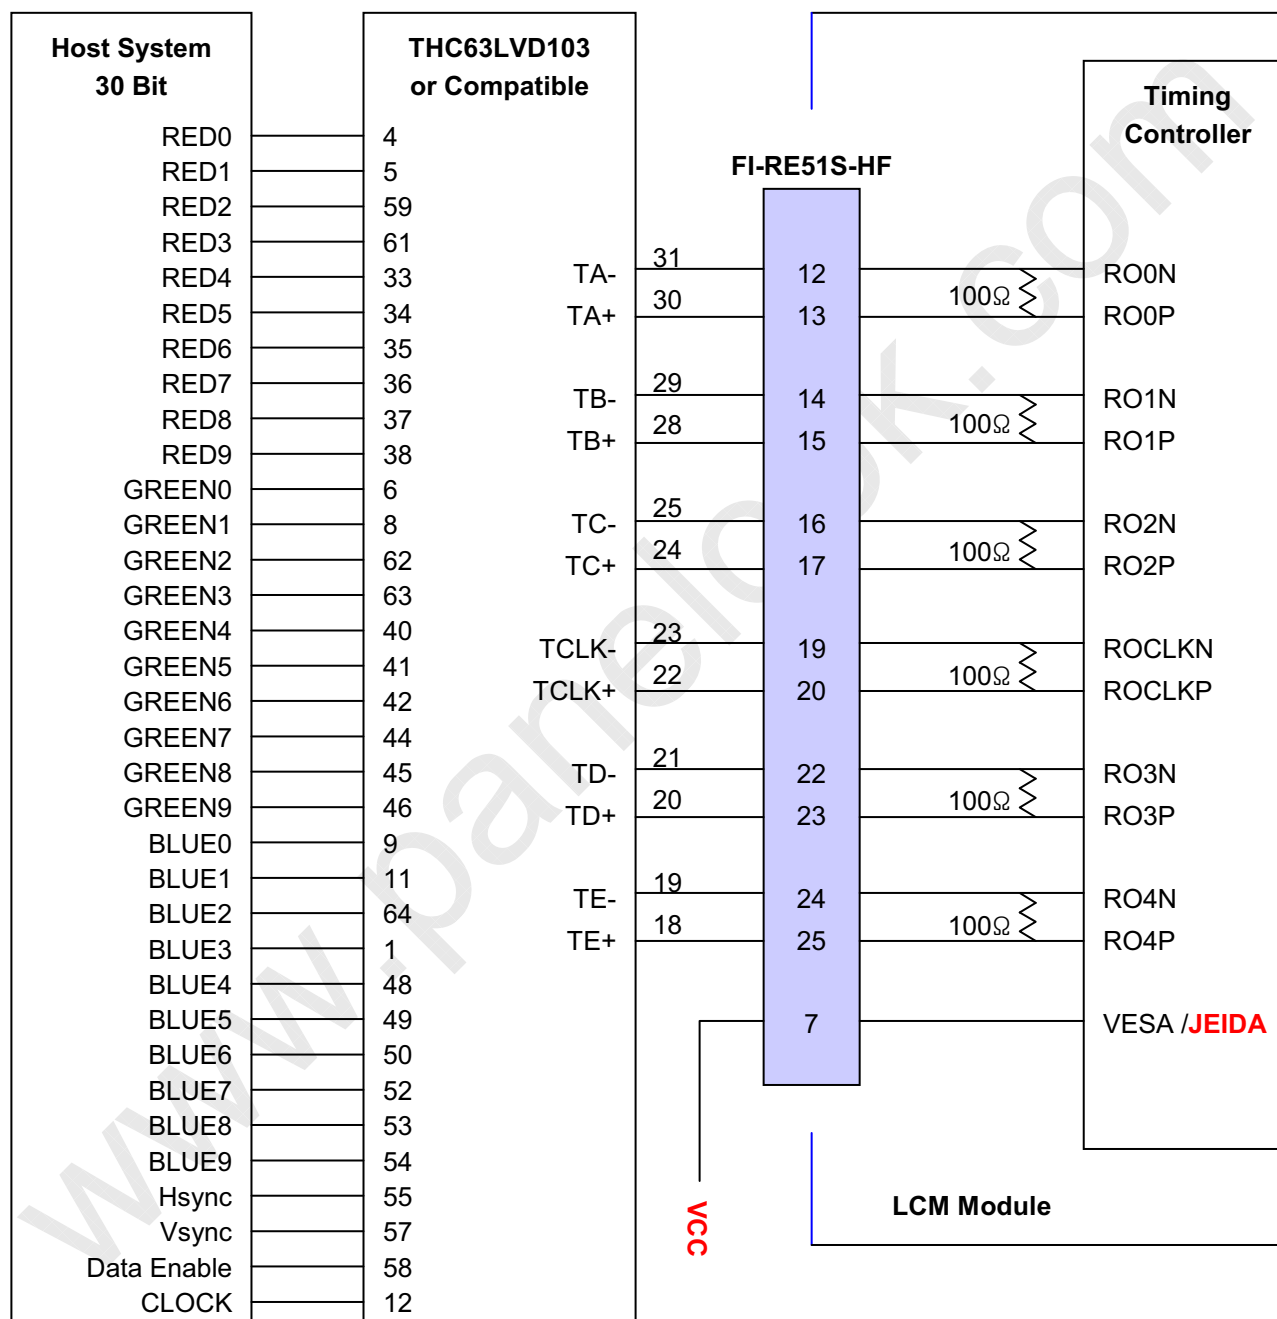 Host System
30 Bit
THC63LVD103
or Compatible
Timing
Controller
FI-RE51S-HF
RED0 4
RED1 5
RED2 59
RED3 61
RED4 33
RED5 34
RED6 35
RED7 36
RED8 37
RED9 38
GREEN0 6
GREEN1 8
GREEN2 62
GREEN3 63
GREEN4 40
GREEN5 41
GREEN6 42
GREEN7 44
GREEN8 45
GREEN9 46
BLUE0 9
BLUE1 11
BLUE2 64
BLUE3 1
BLUE4 48
BLUE5 49
BLUE6 50
BLUE7 52
BLUE8 53
BLUE9 54
Hsync 55
Vsync 57
Data Enable 58
CLOCK 12
TA- 31 12 RO0N
100Ω
TA+ 30 13 RO0P
TB- 29 14 RO1N
100Ω
TB+ 28 15 RO1P
TC- 25 16 RO2N
100Ω
TC+ 24 17 RO2P
TCLK- 23 19 ROCLKN
100Ω
TCLK+ 22 20 ROCLKP
TD- 21 22 RO3N
100Ω
TD+ 20 23 RO3P
TE- 19 24 RO4N
100Ω
TE+ 18 25 RO4P
7 VESA /JEIDA
VCC
LCM Module
www.panelook.com